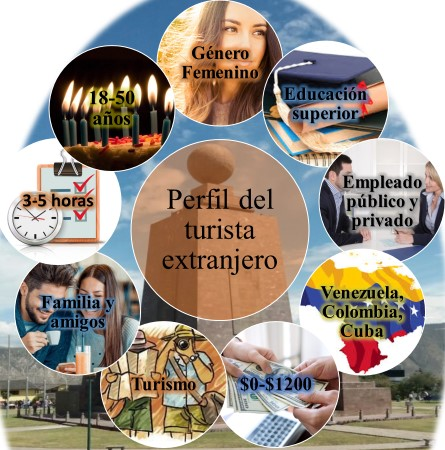 Género
Femenino
Educación
superior
Empleado
público y
privado
Venezuela,
Colombia,
Cuba
$0-$1200
Turismo
Familia y
amigos
3-5 horas
18-50
años
Perfil del
turista
extranjero